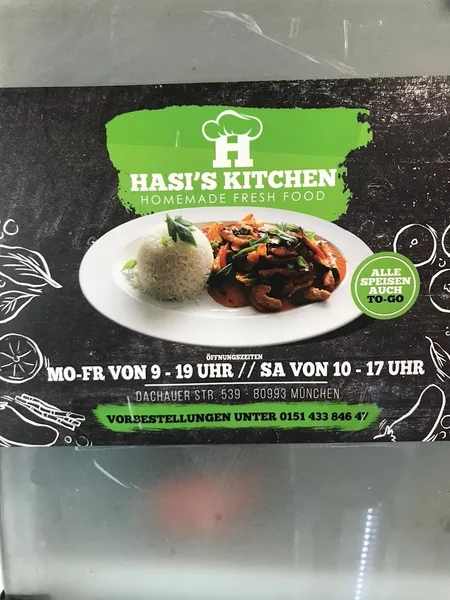 H
HASI'S KITCHEN
HOMEMADE FRESH FOOD
ALLE
SPEISEN
AUCH
TO-GO
ÖFFNUNGSZEITEN
MO-FR VON 9 - 19 UHR // SA VON 10 - 17 UHR
DACHAUER STR. 539 - 80993 MÜNCHEN
VORBESTELLUNGEN UNTER 0151 433 846 47